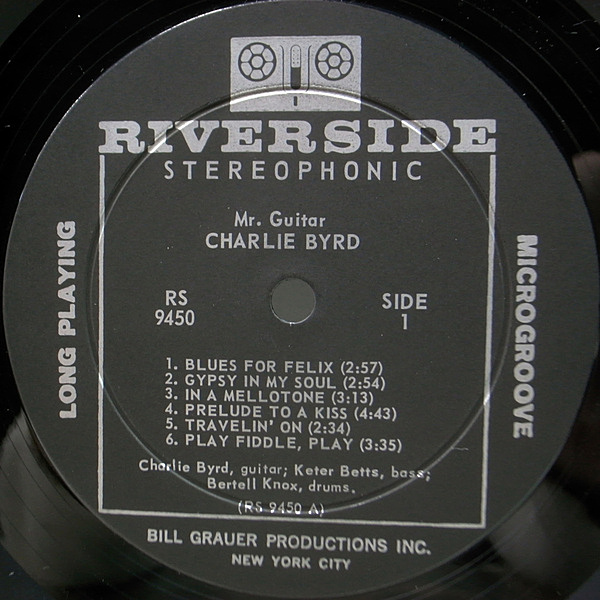 RIVERSIDE
STEREOPHONIC
Mr. Guitar
CHARLIE BYRD
LONG PLAYING
RS
9450
SIDE
1
MICROGROOVE
1. BLUES FOR FELIX (2:57)
2. GYPSY IN MY SOUL (2:54)
3. IN A MELLOTONE (3:13)
4. PRELUDE TO A KISS (4:43)
5. TRAVELIN' ON (2:34)
6. PLAY FIDDLE, PLAY (3:35)
Charlie Byrd, guitar; Keter Betts, bass;
Bertell Knox, drums.
(RS 9450 A)
BILL GRAUER PRODUCTIONS INC.
NEW YORK CITY